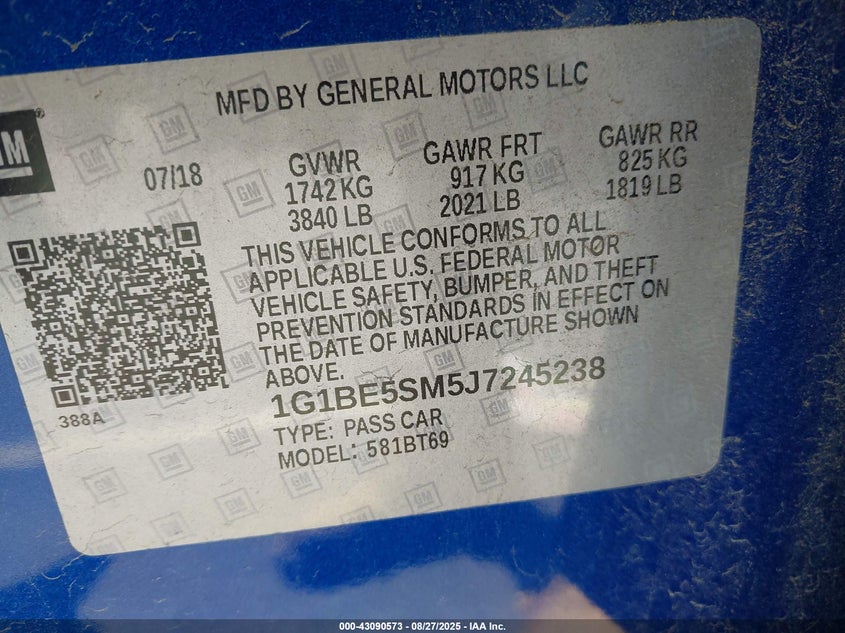 MFD BY GENERAL MOTORS LLC
GM
07/18
GVWR
1742 KG
3840 LB
GAWR FRT
917 KG
2021 LB
GAWR RR
825 KG
1819 LB
THIS VEHICLE CONFORMS TO ALL
APPLICABLE U.S. FEDERAL MOTOR
VEHICLE SAFETY, BUMPER, AND THEFT
PREVENTION STANDARDS IN EFFECT ON
THE DATE OF MANUFACTURE SHOWN
ABOVE.
1G1BE5SM5J7245238
388A
TYPE: PASS CAR
MODEL: 581BT69
000-43090573 - 08/27/2025 - IAA Inc.